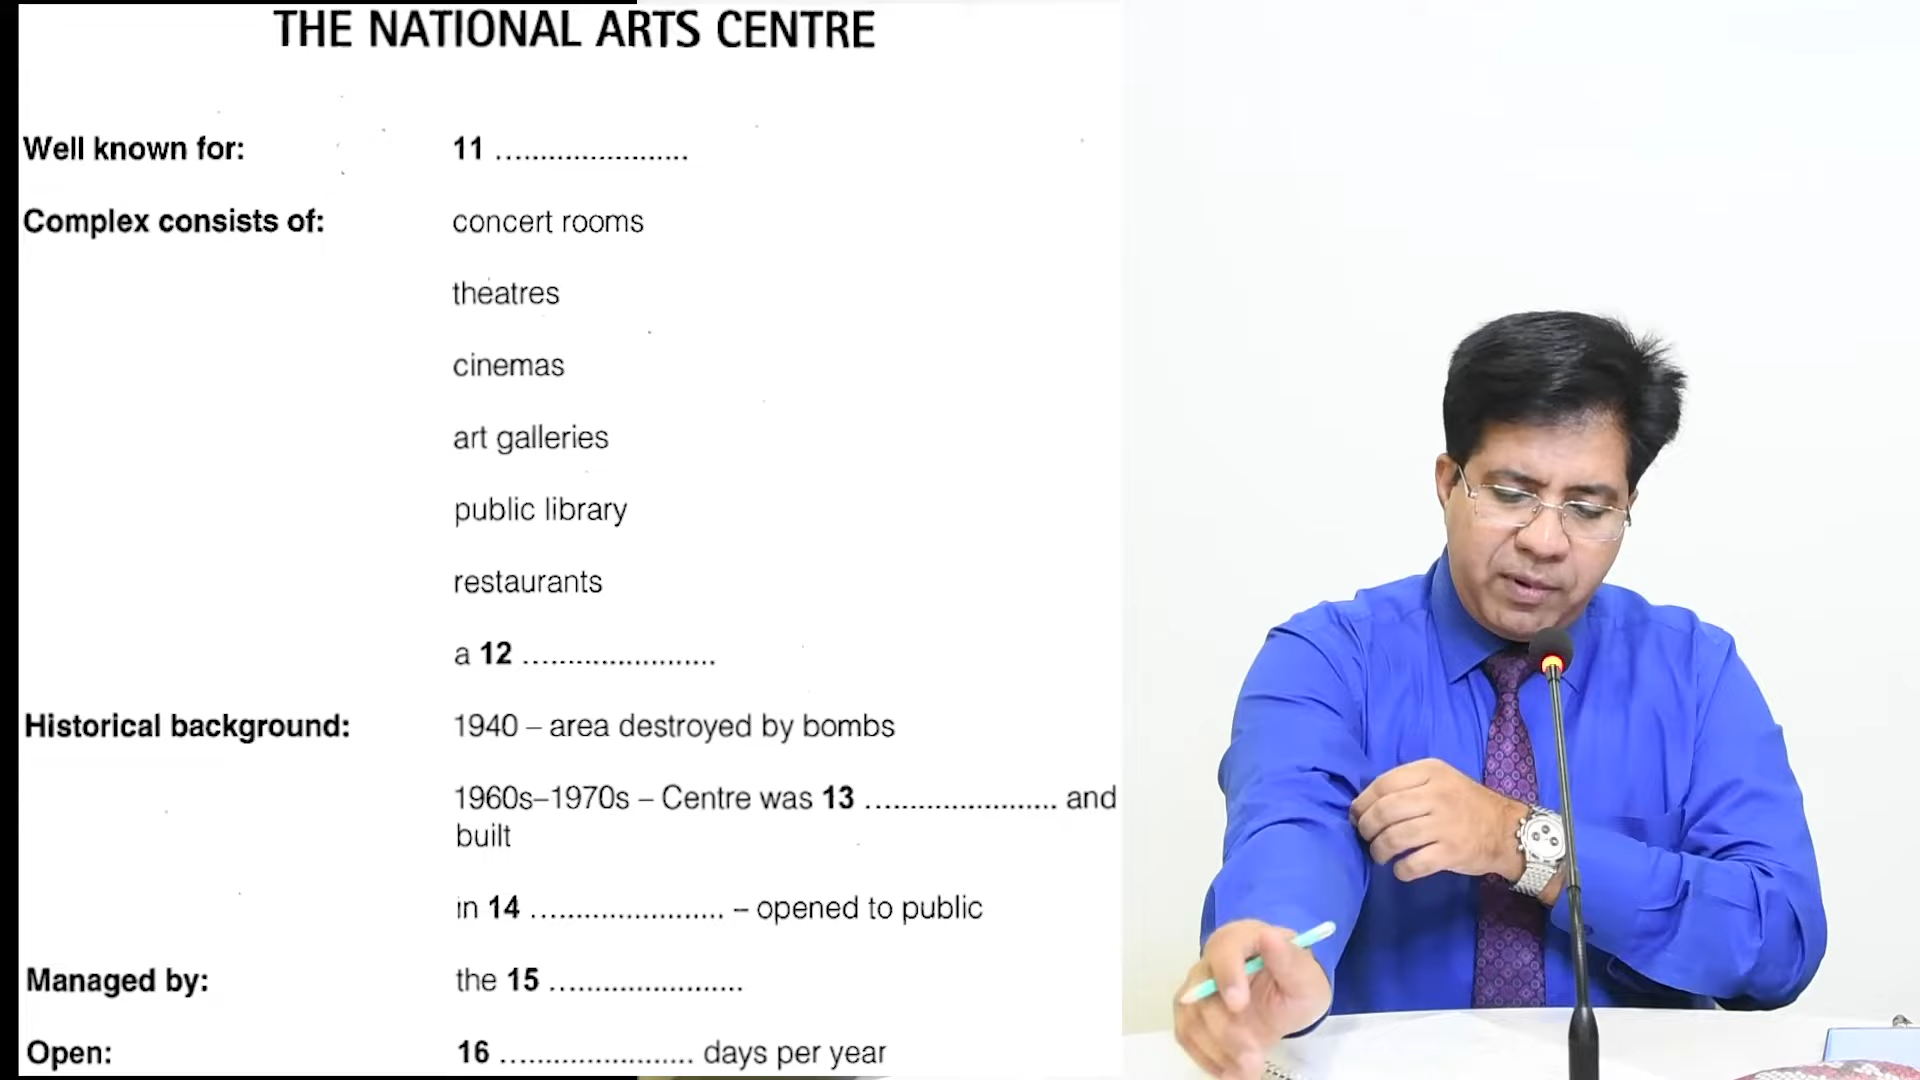 THE NATIONAL ARTS CENTRE
Well known for: 11 ......................
Complex consists of: concert rooms
theatres
cinemas
art galleries
public library
restaurants
a 12 ......................
Historical background: 1940 – area destroyed by bombs
1960s–1970s – Centre was 13 ...................... and
built
in 14 ...................... – opened to public
Managed by: the 15 ......................
Open: 16 ...................... days per year